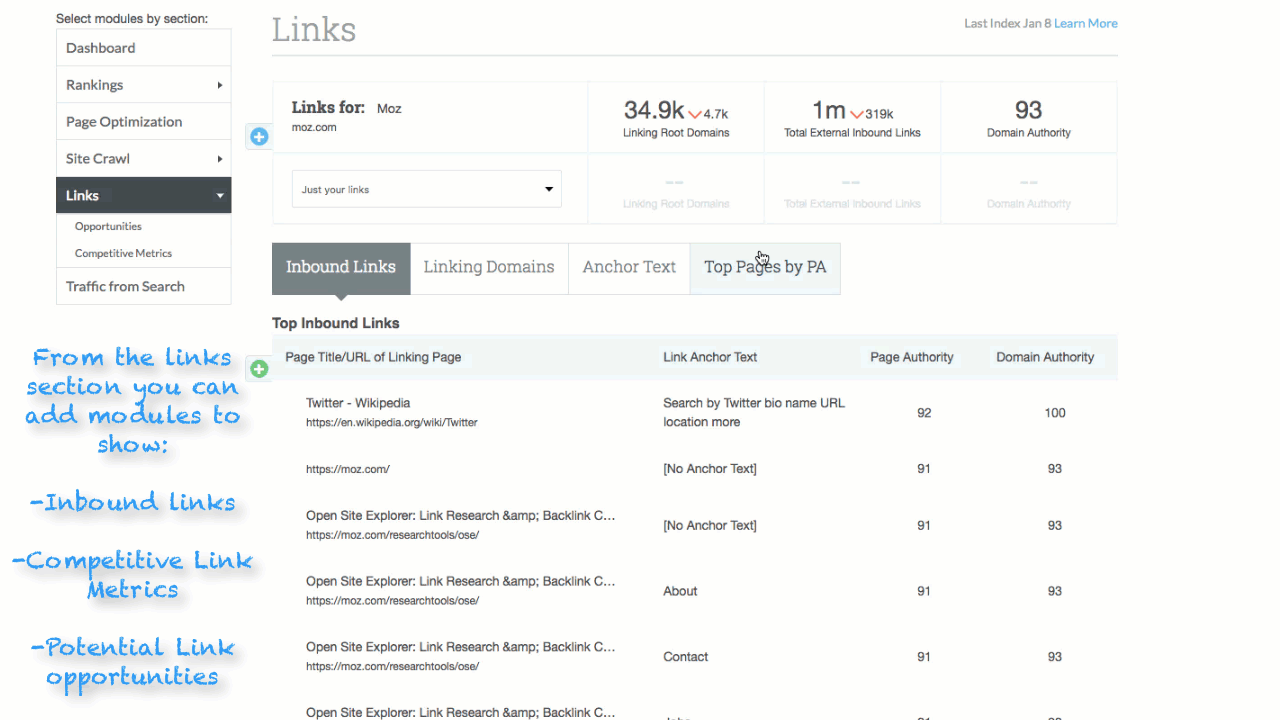 Select modules by section:
Dashboard
Rankings
Page Optimization
Site Crawl
Links
Opportunities
Competitive Metrics
Traffic from Search
From the links
section you can
add modules to
show:
-Inbound links
-Competitive Link
Metrics
-Potential Link
opportunities
Links
Last Index Jan 8 Learn More
Links for: Moz
moz.com
34.9k 4.7k
Linking Root Domains
1m 319k
Total External Inbound Links
93
Domain Authority
Just your links
--
Linking Root Domains
--
Total External Inbound Links
--
Domain Authority
Inbound Links Linking Domains Anchor Text Top Pages by PA
Top Inbound Links
Page Title/URL of Linking Page Link Anchor Text Page Authority Domain Authority
Twitter - Wikipedia
https://en.wikipedia.org/wiki/Twitter
Search by Twitter bio name URL
location more
92 100
https://moz.com/ [No Anchor Text] 91 93
Open Site Explorer: Link Research &amp; Backlink C...
https://moz.com/researchtools/ose/
[No Anchor Text] 91 93
Open Site Explorer: Link Research &amp; Backlink C...
https://moz.com/researchtools/ose/
About 91 93
Open Site Explorer: Link Research &amp; Backlink C...
https://moz.com/researchtools/ose/
Contact 91 93
Open Site Explorer: Link Research &amp; Backlink C...